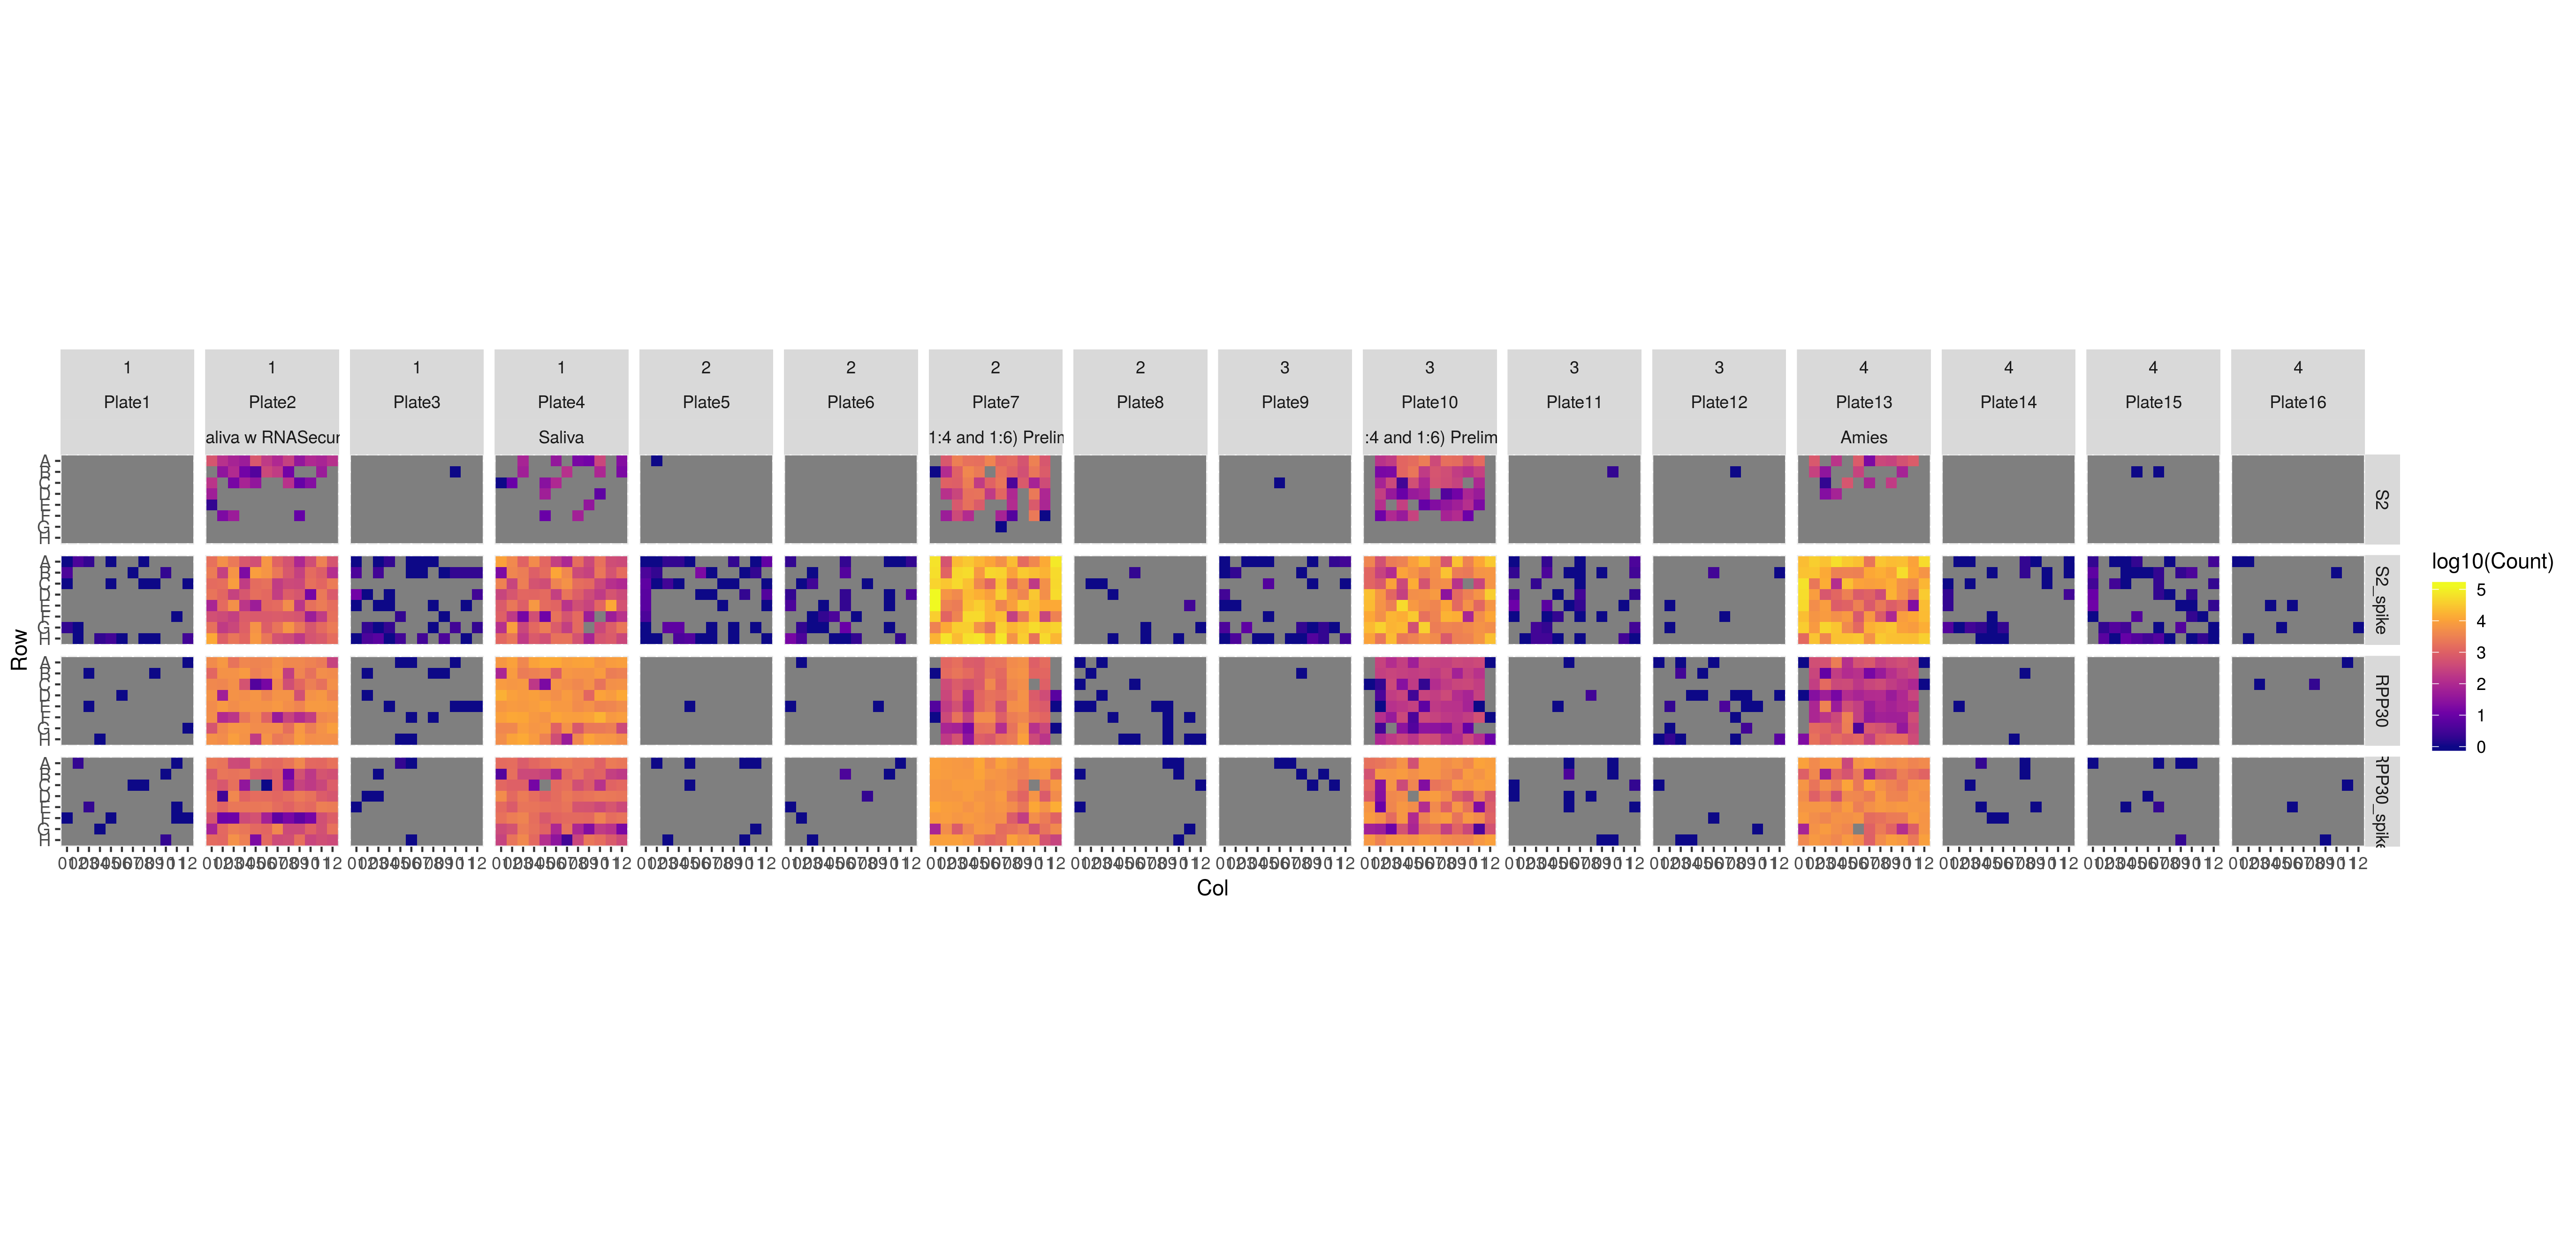 1 1 1 1 2 2 2 2 3 3 3 3 4 4 4 4
Plate1 Plate2 Plate3 Plate4 Plate5 Plate6 Plate7 Plate8 Plate9 Plate10 Plate11 Plate12 Plate13 Plate14 Plate15 Plate16
aliva w RNASecur Saliva 1:4 and 1:6) Prelim :4 and 1:6) Prelim Amies
A
B
C
D
E
F
G
H
S2
A
B
C
D
E
F
G
H
S2_spike
A
B
C
D
E
F
G
H
RPP30
A
B
C
D
E
F
G
H
RPP30_spike
Row
Col
log10(Count)
5
4
3
2
1
0